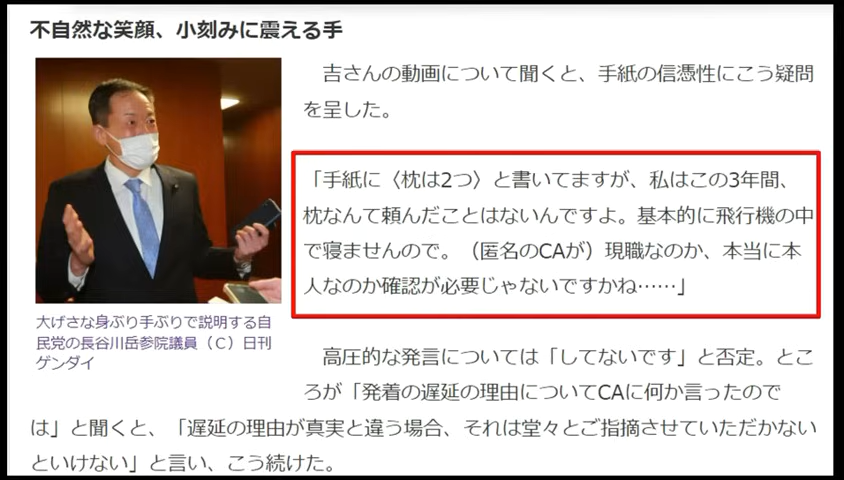 不自然な笑顔、小刻みに震える手
吉さんの動画について聞くと、手紙の信憑性にこう疑問
を呈した。
「手紙に〈枕は2つ〉と書いてますが、私はこの3年間、
枕なんて頼んだことはないんですよ。基本的に飛行機の中
で寝ませんので。（匿名のCAが）現職なのか、本当に本
人なのか確認が必要じゃないですかね……」
大げさな身ぶり手ぶりで説明する自
民党の長谷川岳参院議員（Ｃ）日刊
ゲンダイ
高圧的な発言については「してないです」と否定。とこ
ろが「発着の遅延の理由についてCAに何か言ったので
は」と聞くと、「遅延の理由が真実と違う場合、それは堂々とご指摘させていただかない
といけない」と言い、こう続けた。